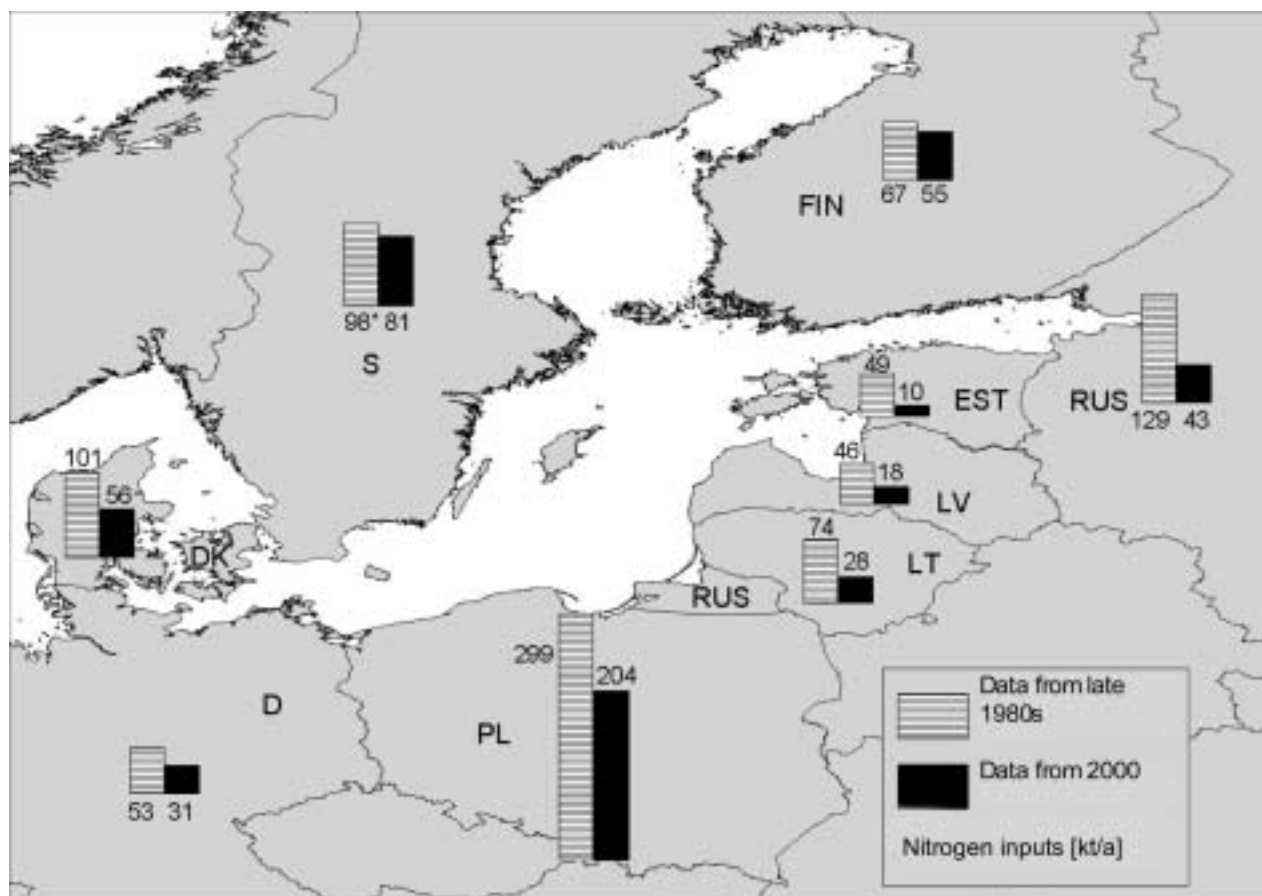 67 55
FIN
98* 81
S
49
10
EST
RUS
129 43
46
18
LV
101
56
DK
74
28
LT
RUS
299
204
PL
D
53 31
Data from late
1980s
Data from 2000
Nitrogen inputs [kt/a]